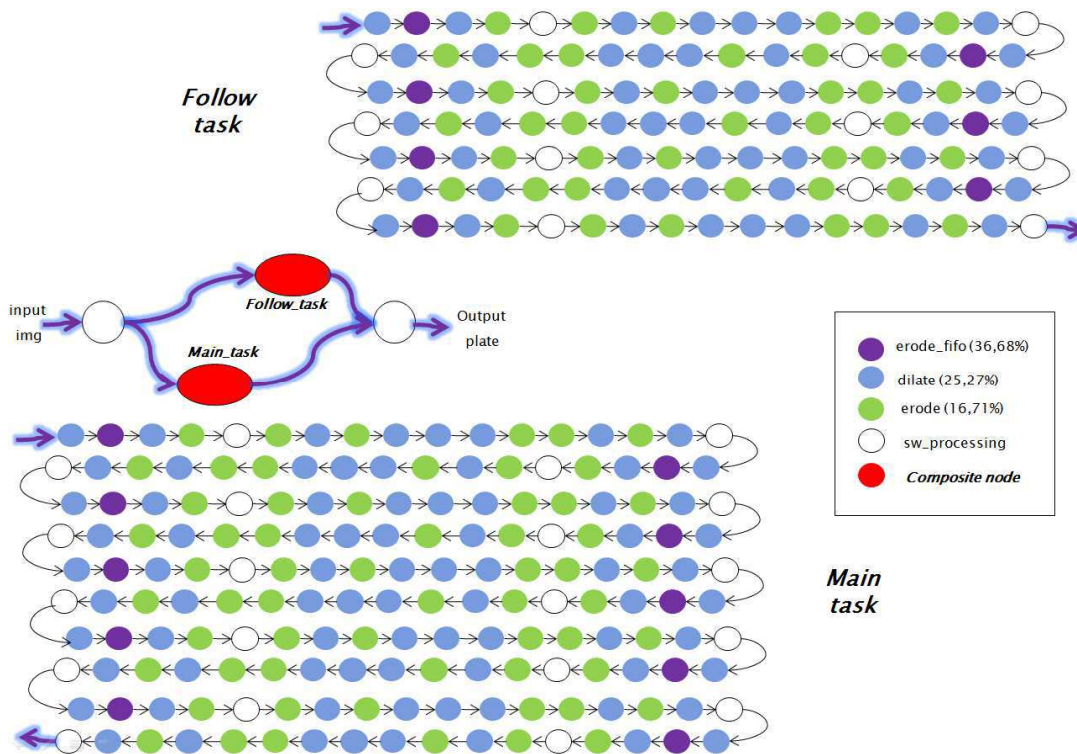 Follow
task
input
img
Follow_task
Main_task
Output
plate
erode_fifo (36,68%)
dilate (25,27%)
erode (16,71%)
sw_processing
Composite node
Main
task